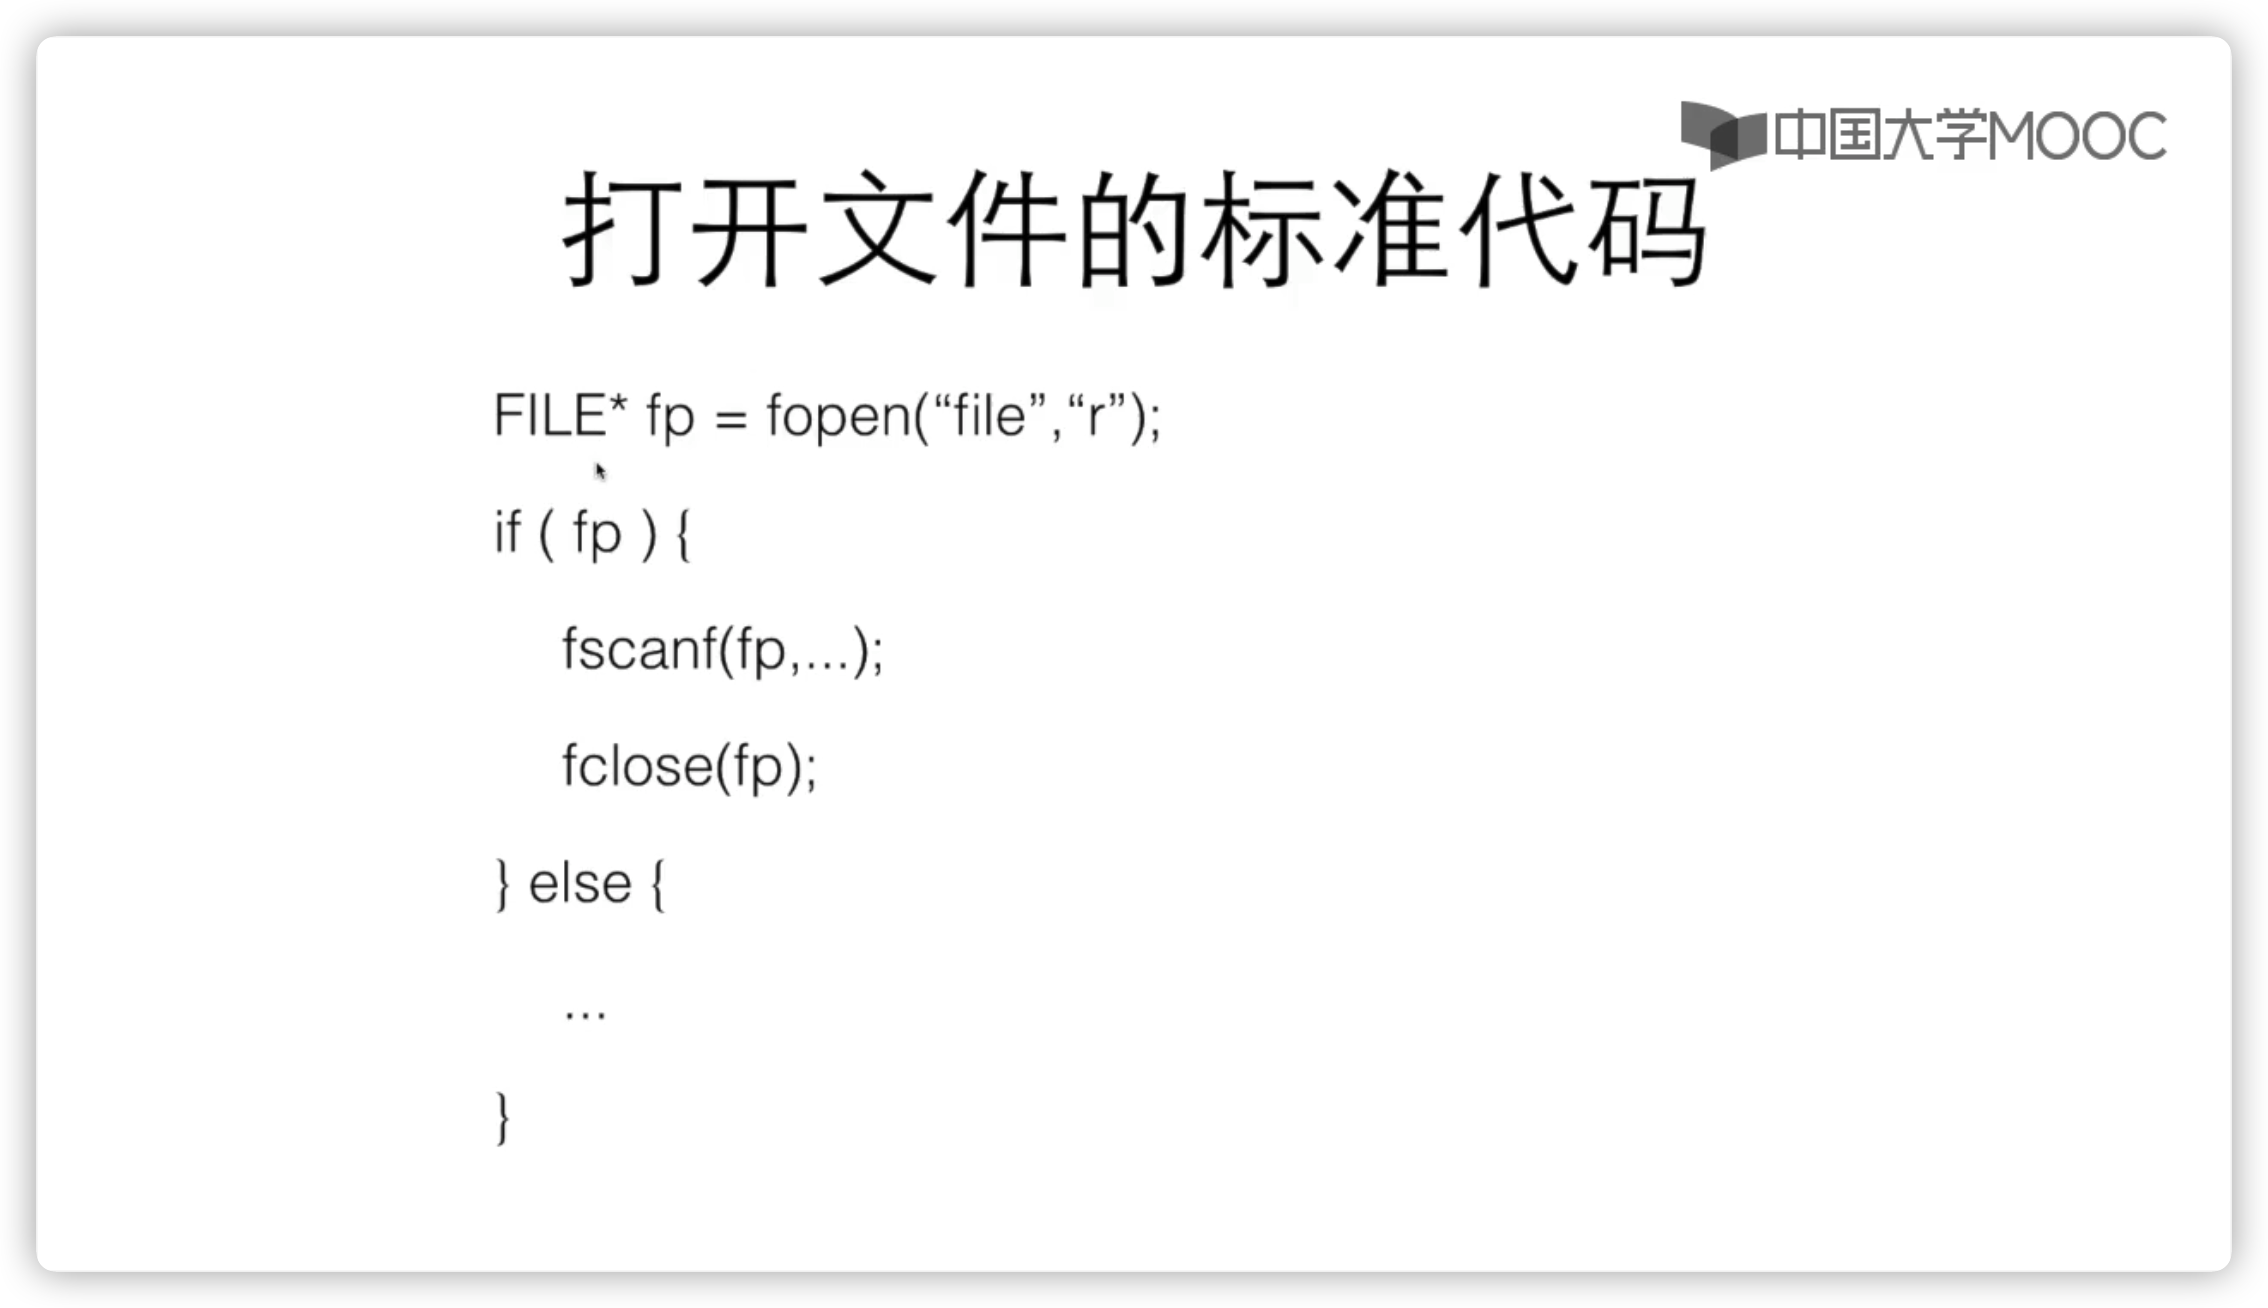 中国大学MOOC
打开文件的标准代码
FILE* fp = fopen(“file”,“r”);
if ( fp ) {
fscanf(fp,...);
fclose(fp);
} else {
...
}